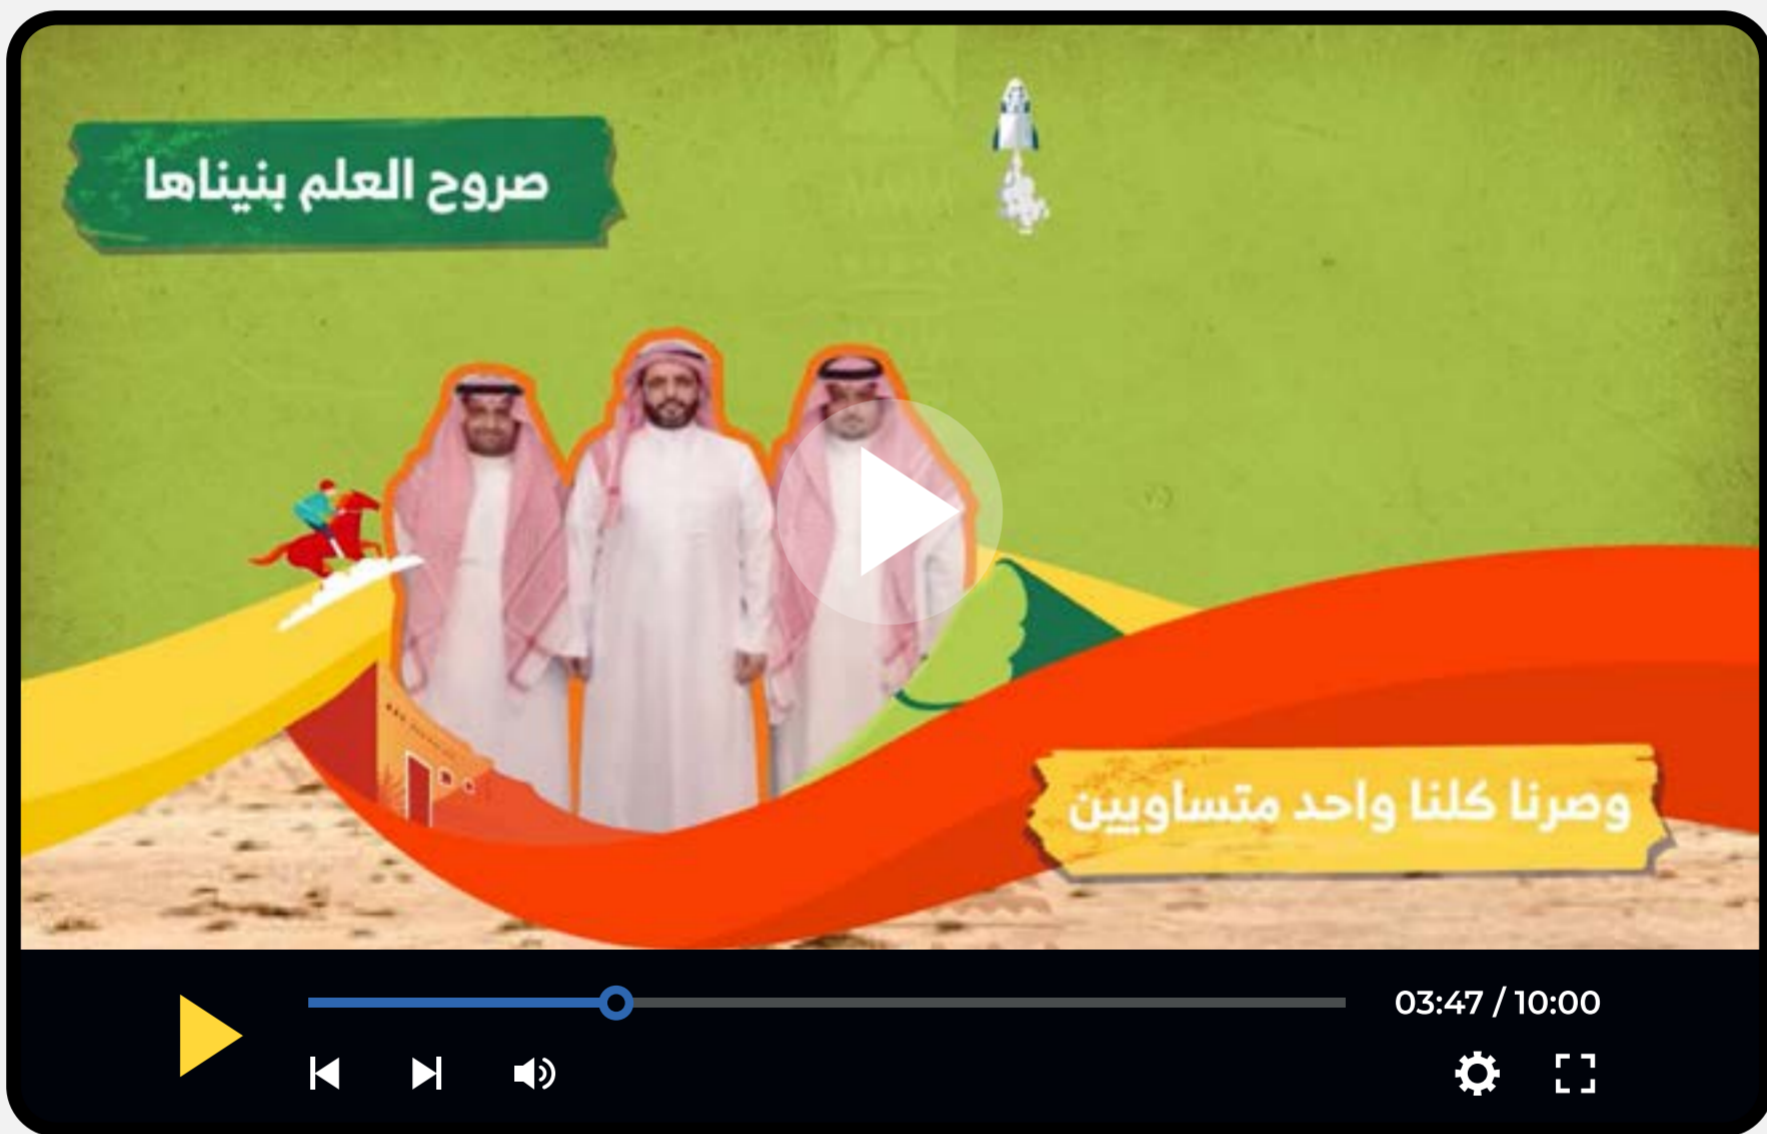 صروح العلم بنيناها
وصرنا كلنا واحد متساويين
03:47 / 10:00